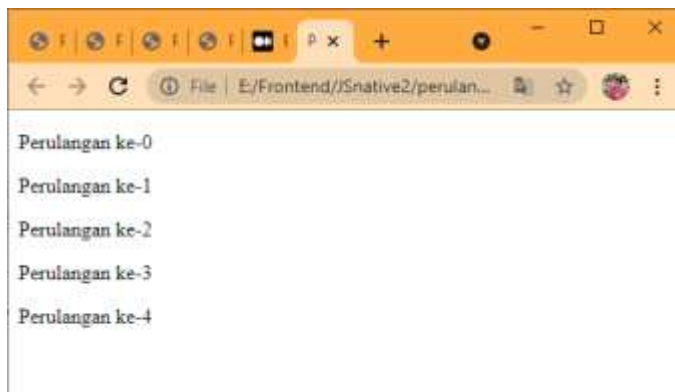 File | E:/Frontend/JSnative2/perulan...
Perulangan ke-0
Perulangan ke-1
Perulangan ke-2
Perulangan ke-3
Perulangan ke-4